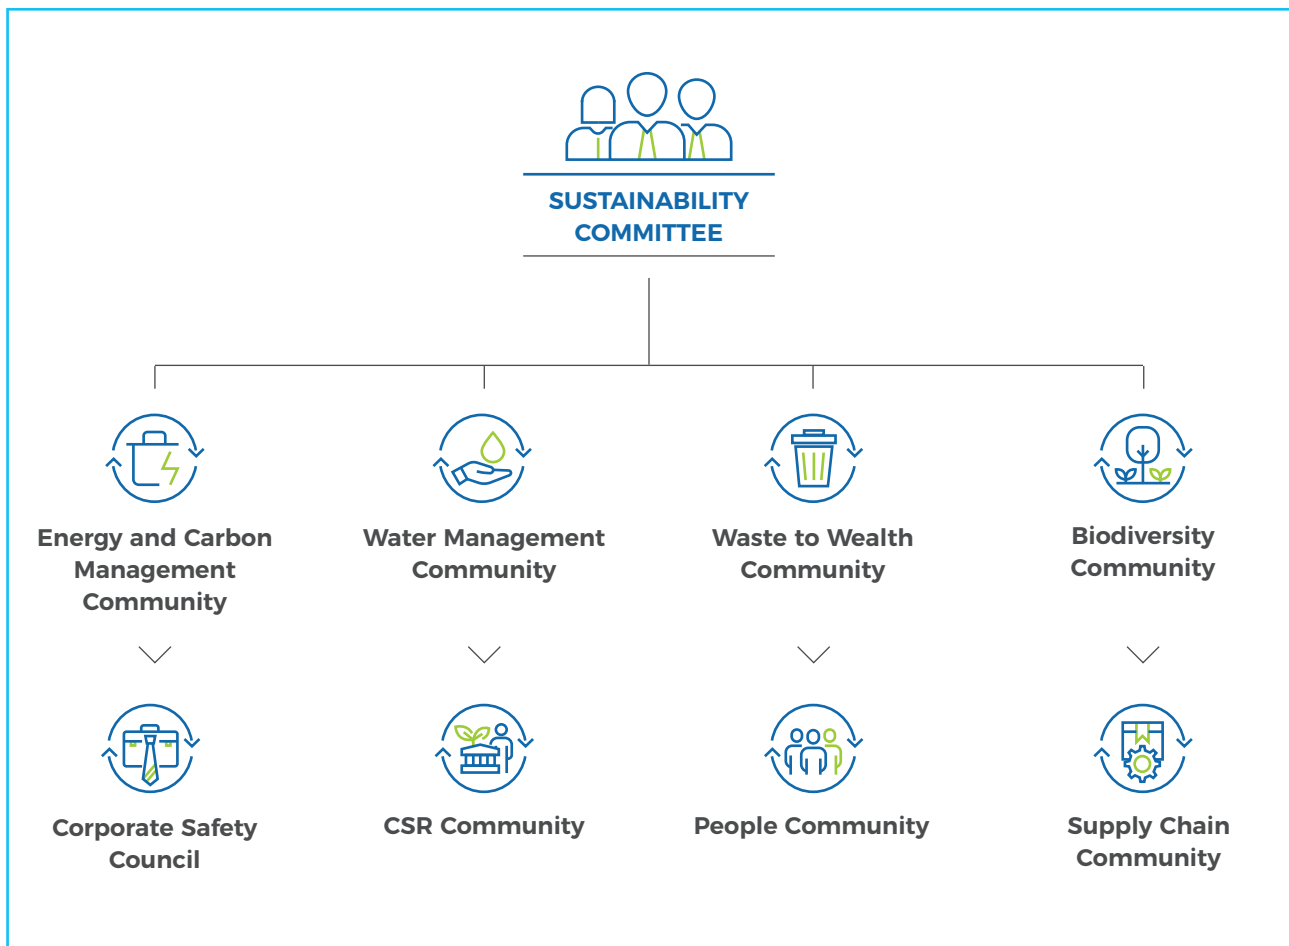 SUSTAINABILITY
COMMITTEE
Energy and Carbon
Management
Community
Water Management
Community
Waste to Wealth
Community
Biodiversity
Community
Corporate Safety
Council
CSR Community
People Community
Supply Chain
Community